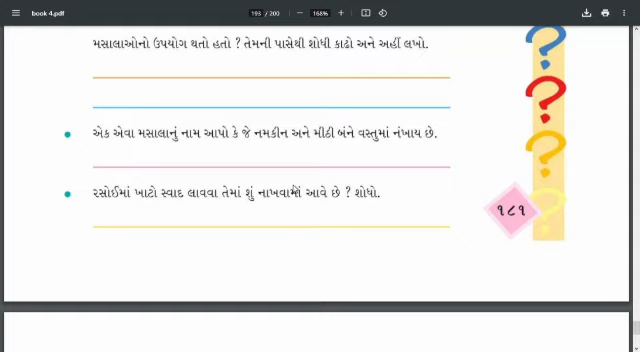 book 4.pdf
193 / 200
168%
મસાલાઓનો ઉપયોગ થતો હતો ? તેમની પાસેથી શોધી કાઢો અને અહીં લખો.
એક એવા મસાલાનું નામ આપો કે જે નમકીન અને મીઠી બંને વસ્તુમાં નંખાય છે.
રસોઈમાં ખાટો સ્વાદ લાવવા તેમાં શું નાખવામાં આવે છે ? શોધો.
૧૮૧